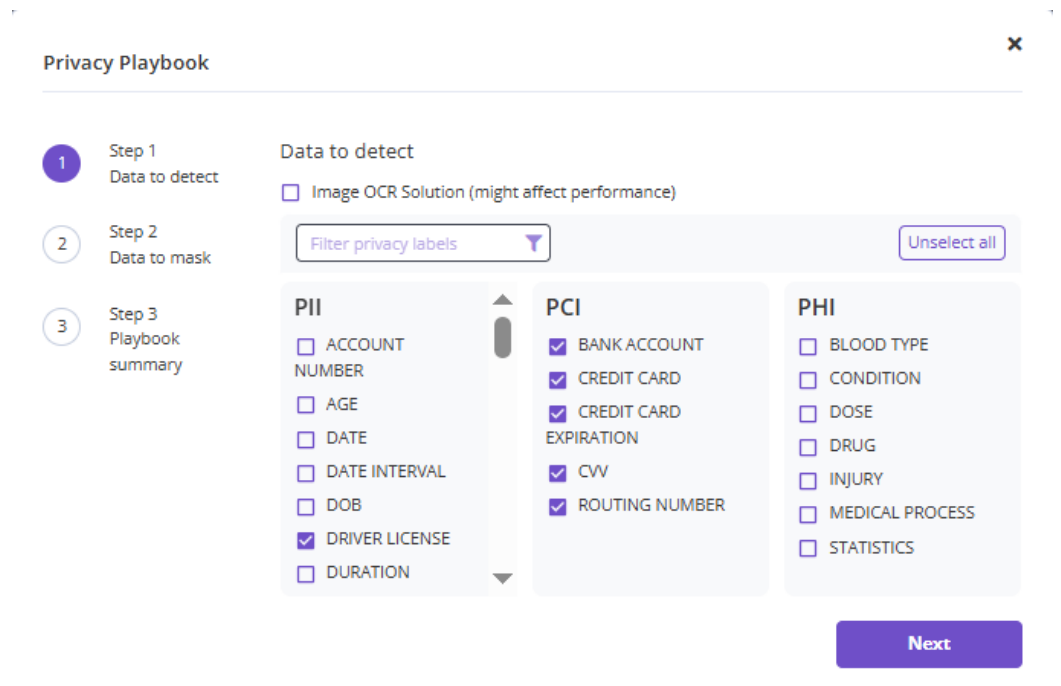 Privacy Playbook
1
Step 1
Data to detect
2
Step 2
Data to mask
3
Step 3
Playbook
summary
Data to detect
Image OCR Solution (might affect performance)
Filter privacy labels
Unselect all
PII
ACCOUNT
NUMBER
AGE
DATE
DATE INTERVAL
DOB
DRIVER LICENSE
DURATION
PCI
BANK ACCOUNT
CREDIT CARD
CREDIT CARD
EXPIRATION
CVV
ROUTING NUMBER
PHI
BLOOD TYPE
CONDITION
DOSE
DRUG
INJURY
MEDICAL PROCESS
STATISTICS
Next